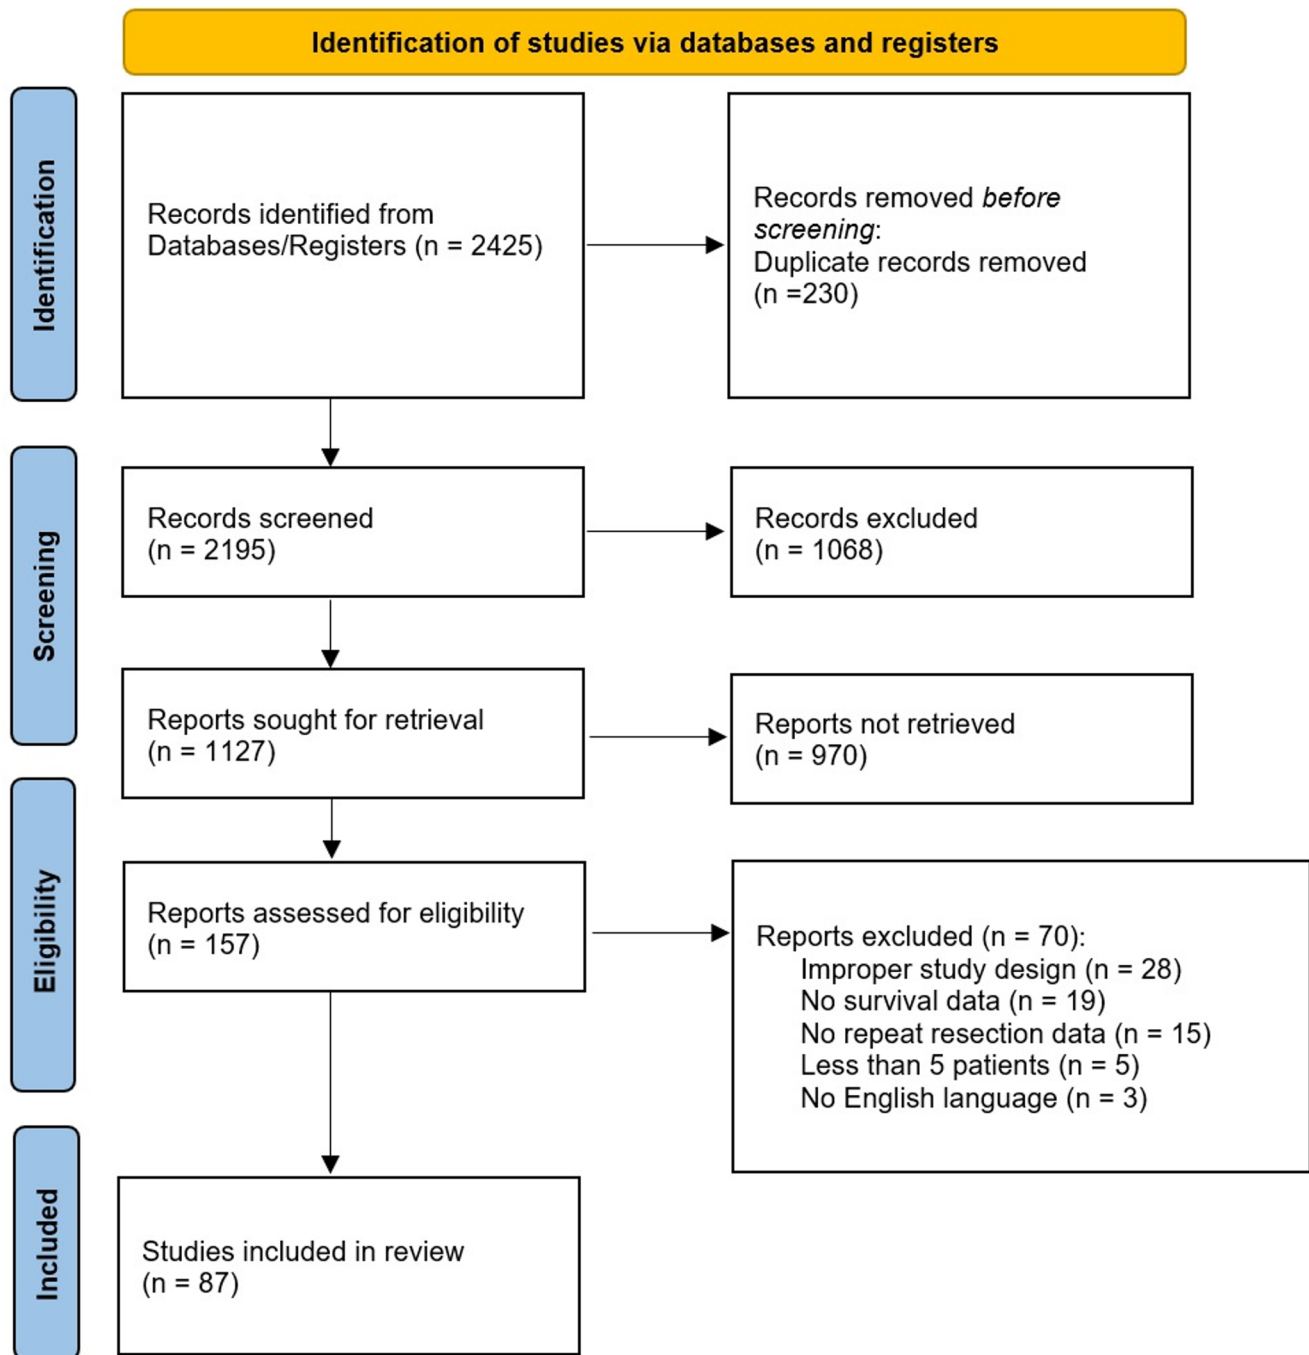 Identification of studies via databases and registers
Identification
Records identified from
Databases/Registers (n = 2425)
Records removed before
screening:
Duplicate records removed
(n =230)
Screening
Records screened
(n = 2195)
Records excluded
(n = 1068)
Reports sought for retrieval
(n = 1127)
Reports not retrieved
(n = 970)
Eligibility
Reports assessed for eligibility
(n = 157)
Reports excluded (n = 70):
Improper study design (n = 28)
No survival data (n = 19)
No repeat resection data (n = 15)
Less than 5 patients (n = 5)
No English language (n = 3)
Included
Studies included in review
(n = 87)